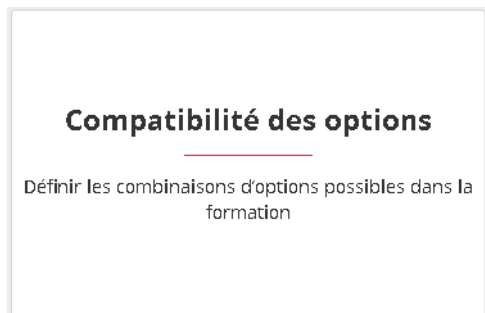 Compatibilité des options
Définir les combinaisons d'options possibles dans la
formation